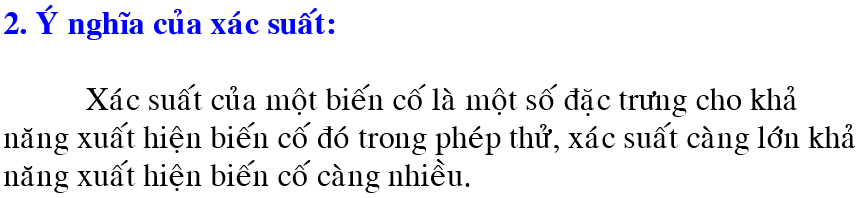 2. Ý nghĩa của xác suất:
Xác suất của một biến cố là một số đặc trưng cho khả
năng xuất hiện biến cố đó trong phép thử, xác suất càng lớn khả
năng xuất hiện biến cố càng nhiều.